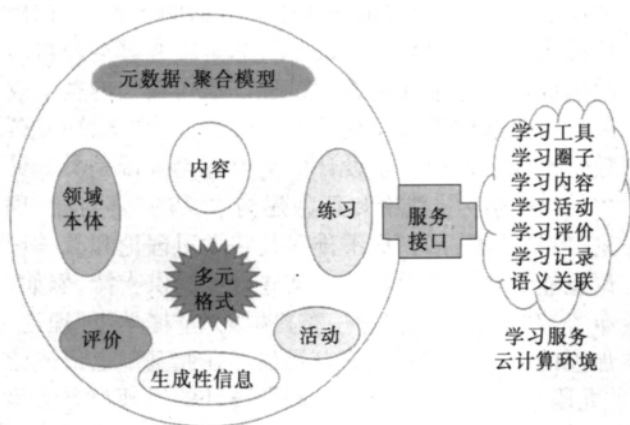 元数据、聚合模型
内容
领域
本体
练习
多元
格式
评价
活动
生成性信息
服务
接口
学习工具
学习圈子
学习内容
学习活动
学习评价
学习记录
语义关联
学习服务
云计算环境